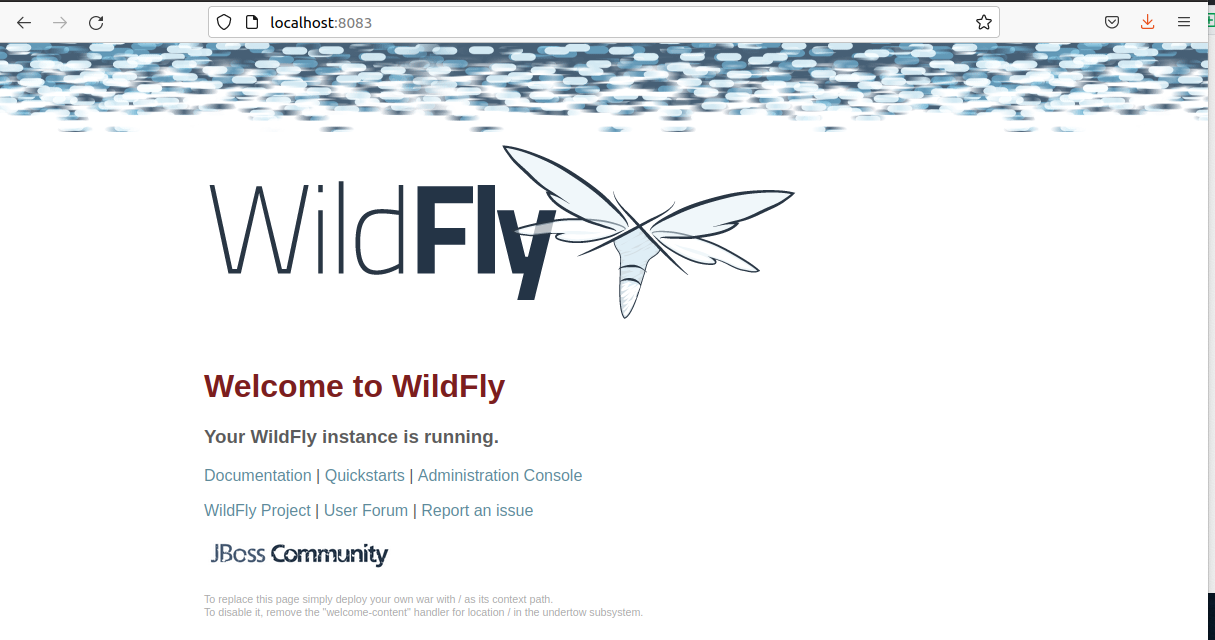 localhost:8083
WildFly
Welcome to WildFly
Your WildFly instance is running.
Documentation | Quickstarts | Administration Console
WildFly Project | User Forum | Report an issue
JBoss Community
To replace this page simply deploy your own war with / as its context path.
To disable it, remove the "welcome-content" handler for location / in the undertow subsystem.